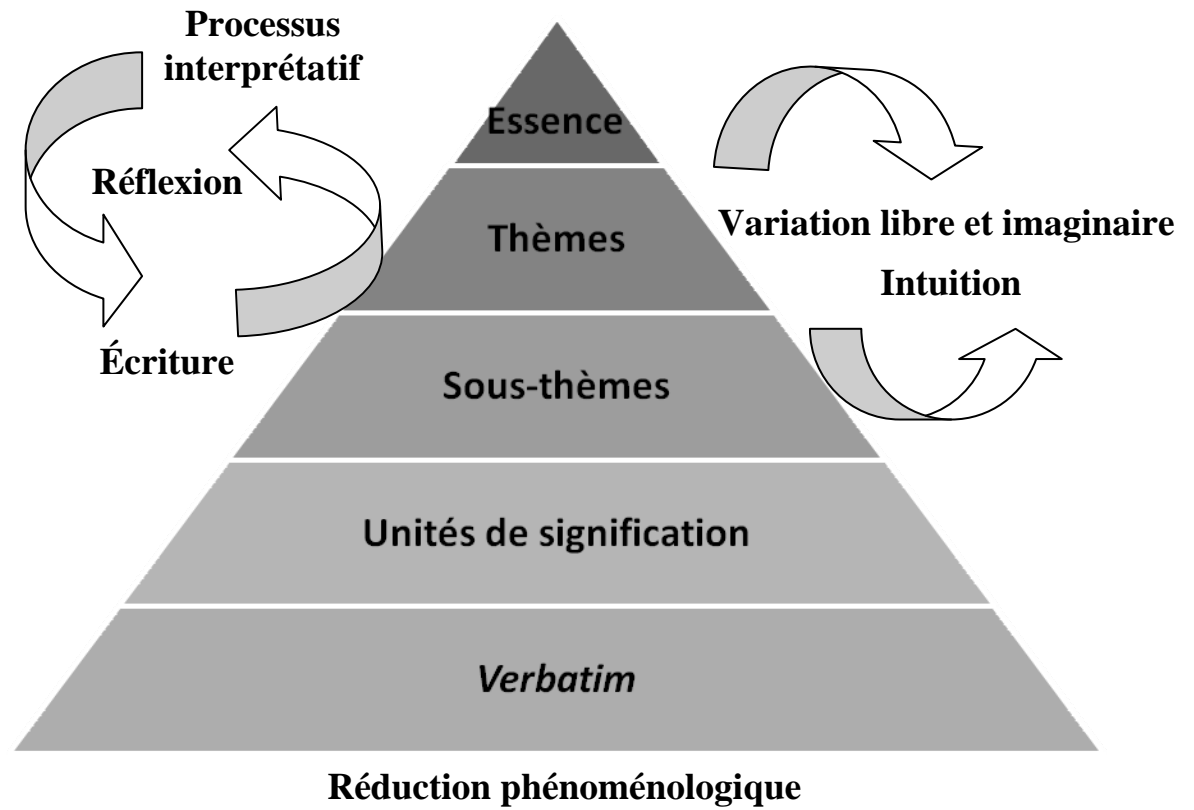 Processus
interprétatif
Réflexion
Écriture
Essence
Thèmes
Sous-thèmes
Unités de signification
Verbatim
Variation libre et imaginaire
Intuition
Réduction phénoménologique